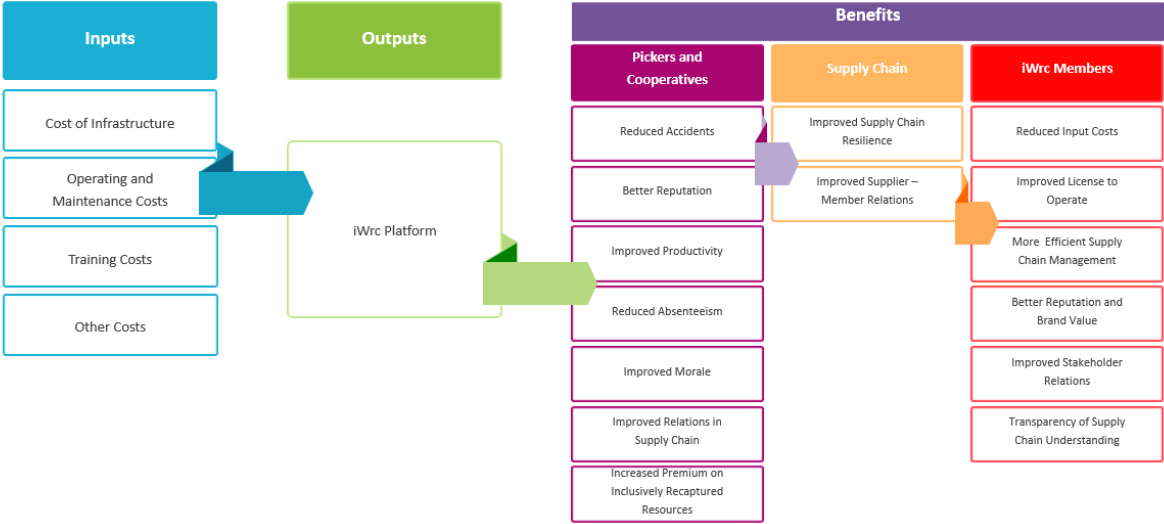 Inputs
Cost of Infrastructure
Operating and
Maintenance Costs
Training Costs
Other Costs
Outputs
iWrc Platform
Benefits
Pickers and
Cooperatives
Reduced Accidents
Better Reputation
Improved Productivity
Reduced Absenteeism
Improved Morale
Improved Relations in
Supply Chain
Increased Premium on
Inclusively Recaptured
Resources
Supply Chain
Improved Supply Chain
Resilience
Improved Supplier –
Member Relations
iWrc Members
Reduced Input Costs
Improved License to
Operate
More Efficient Supply
Chain Management
Better Reputation and
Brand Value
Improved Stakeholder
Relations
Transparency of Supply
Chain Understanding